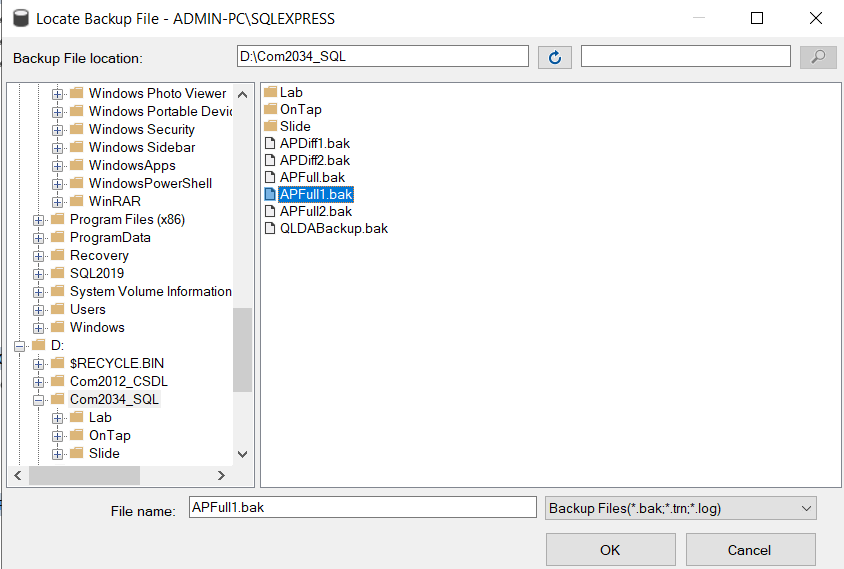 Locate Backup File - ADMIN-PC\SQLEXPRESS
Backup File location:
D:\Com2034_SQL
Windows Photo Viewer
Windows Portable Devic
Windows Security
Windows Sidebar
WindowsApps
WindowsPowerShell
WinRAR
Program Files (x86)
ProgramData
Recovery
SQL2019
System Volume Information
Users
Windows
D:
$RECYCLE.BIN
Com2012_CSDL
Com2034_SQL
Lab
OnTap
Slide
Lab
OnTap
Slide
APDiff1.bak
APDiff2.bak
APFull.bak
APFull1.bak
APFull2.bak
QLDABackup.bak
File name:
APFull1.bak
Backup Files(*.bak;*.trn;*.log)
OK
Cancel